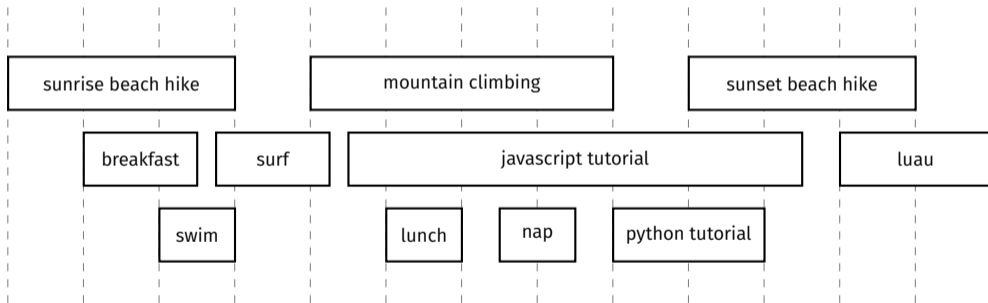 sunrise beach hike
mountain climbing
sunset beach hike
breakfast
surf
javascript tutorial
luau
swim
lunch
nap
python tutorial